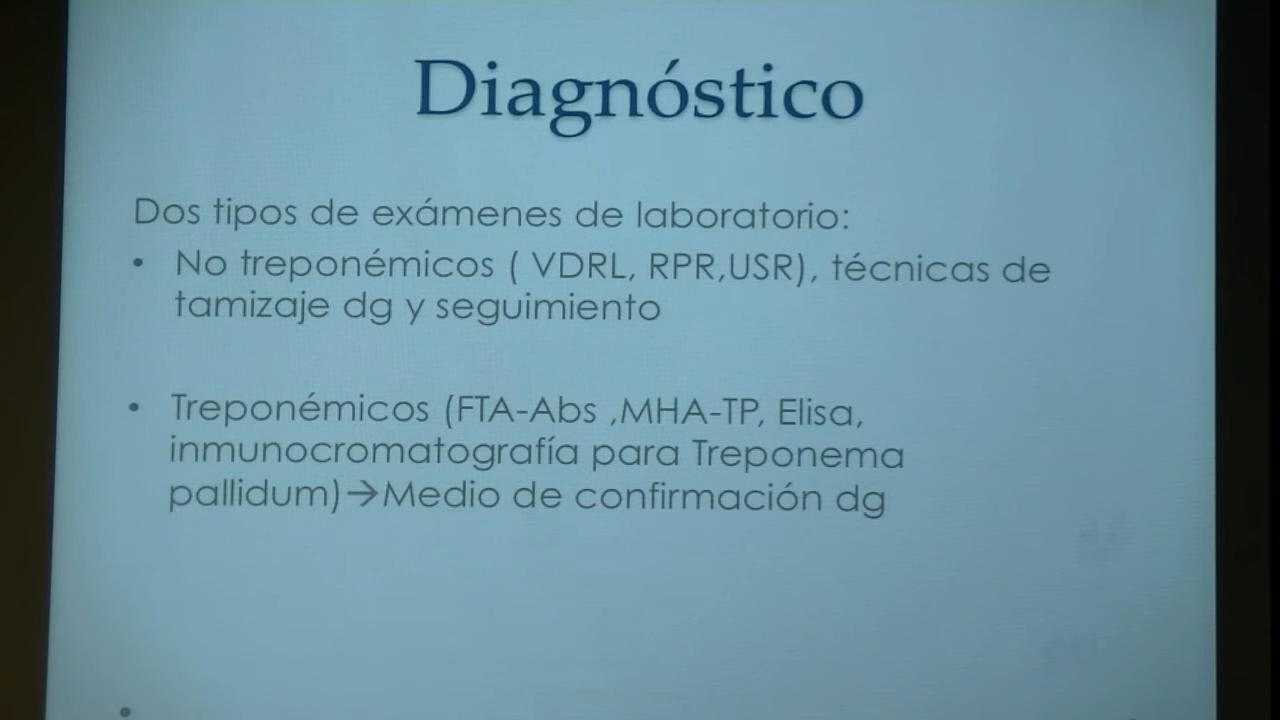 Diagnóstico
Dos tipos de exámenes de laboratorio:
• No treponémicos ( VDRL, RPR,USR), técnicas de
tamizaje dg y seguimiento
• Treponémicos (FTA-Abs ,MHA-TP, Elisa,
inmunocromatografía para Treponema
pallidum)→Medio de confirmación dg
•